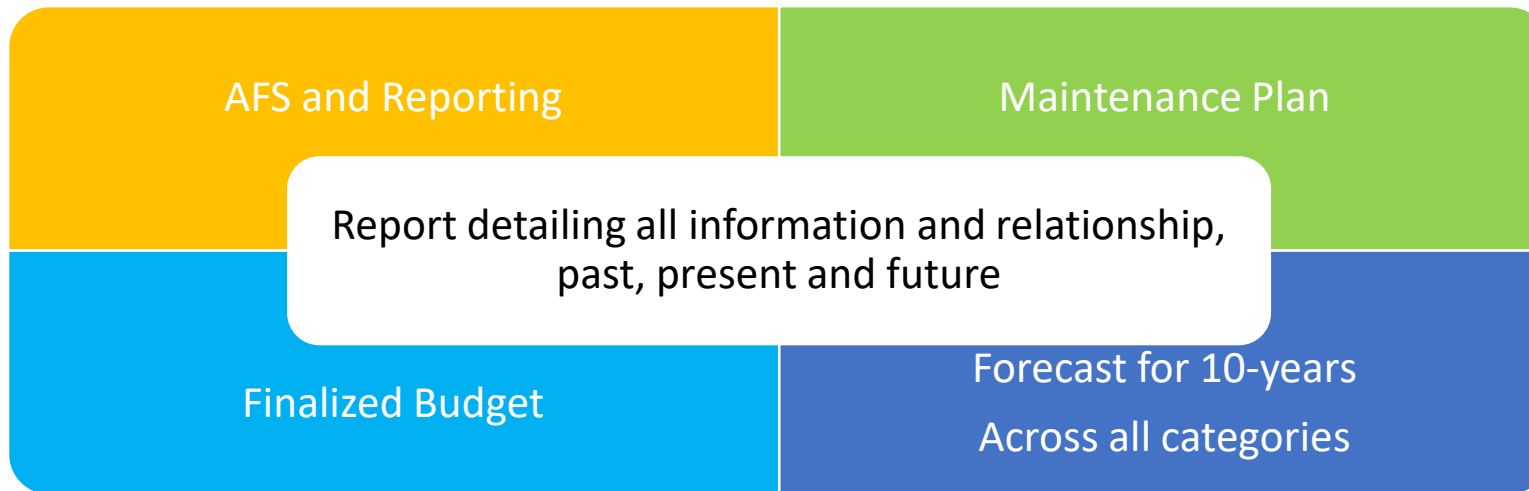 AFS and Reporting
Maintenance Plan
Report detailing all information and relationship,
past, present and future
Finalized Budget
Forecast for 10-years
Across all categories